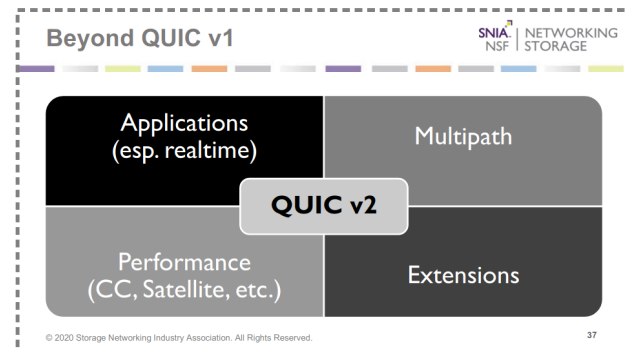 Beyond QUIC v1
SNIA. | NETWORKING
NSF | STORAGE
Applications
(esp. realtime)
Multipath
QUIC v2
Performance
(CC, Satellite, etc.)
Extensions
© 2020 Storage Networking Industry Association. All Rights Reserved.
37